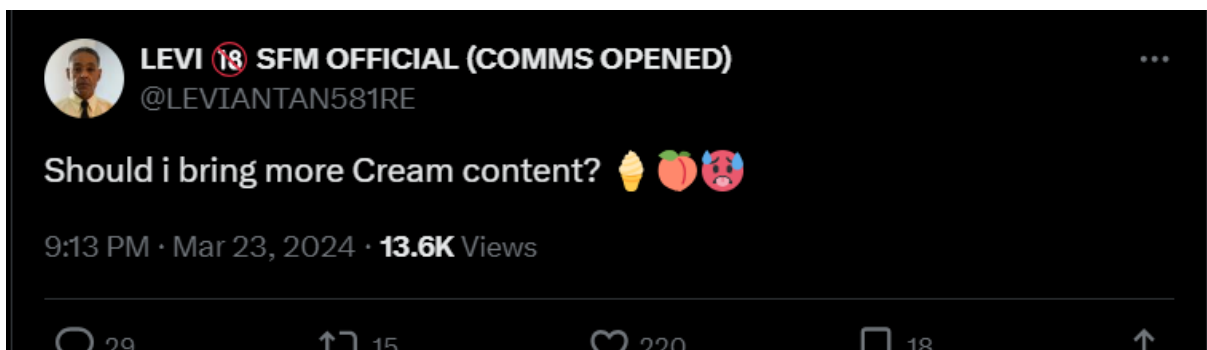 LEVI 🔞 SFM OFFICIAL (COMMS OPENED)
@LEVIANTAN581RE
Should i bring more Cream content? 🍦🍑🥵
9:13 PM · Mar 23, 2024 · 13.6K Views
29 15 220 18